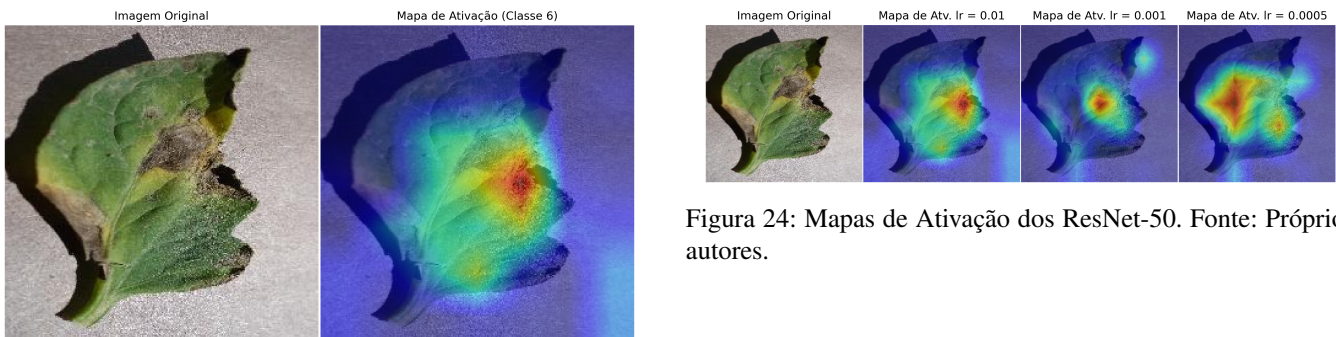 Imagem Original
Mapa de Ativação (Classe 6)
Imagem Original
Mapa de Atv. lr = 0.01
Mapa de Atv. lr = 0.001
Mapa de Atv. lr = 0.0005
Figura 24: Mapas de Ativação dos ResNet-50. Fonte:
autores.